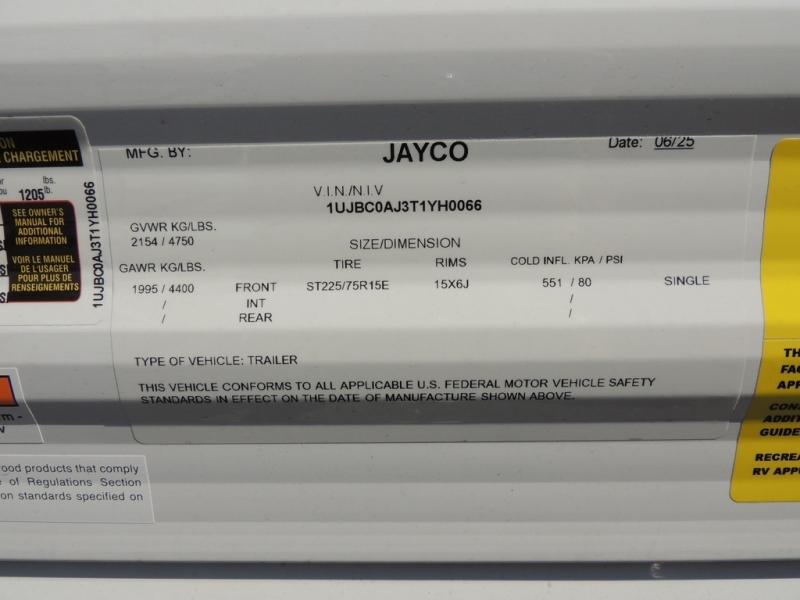 MFG. BY:
JAYCO
Date: 06/25
V.I.N./N.I.V
1UJBC0AJ3T1YH0066
GVWR KG/LBS.
2154 / 4750
SIZE/DIMENSION
GAWR KG/LBS.
TIRE
RIMS
COLD INFL. KPA / PSI
1995 / 4400 FRONT ST225/75R15E 15X6J 551 / 80 SINGLE
/ INT /
/ REAR /
TYPE OF VEHICLE: TRAILER
THIS VEHICLE CONFORMS TO ALL APPLICABLE U.S. FEDERAL MOTOR VEHICLE SAFETY
STANDARDS IN EFFECT ON THE DATE OF MANUFACTURE SHOWN ABOVE.
ON
CHARGEMENT
lbs.
1205 lb.
SEE OWNER'S
MANUAL FOR
ADDITIONAL
INFORMATION
VOIR LE MANUEL
DE L'USAGER
POUR PLUS DE
RENSEIGNEMENTS
1UJBC0AJ3T1YH0066
ood products that comply
of Regulations Section
on standards specified on
TH
FAC
APP
CONS
ADDITI
GUIDE
RECREA
RV APPL